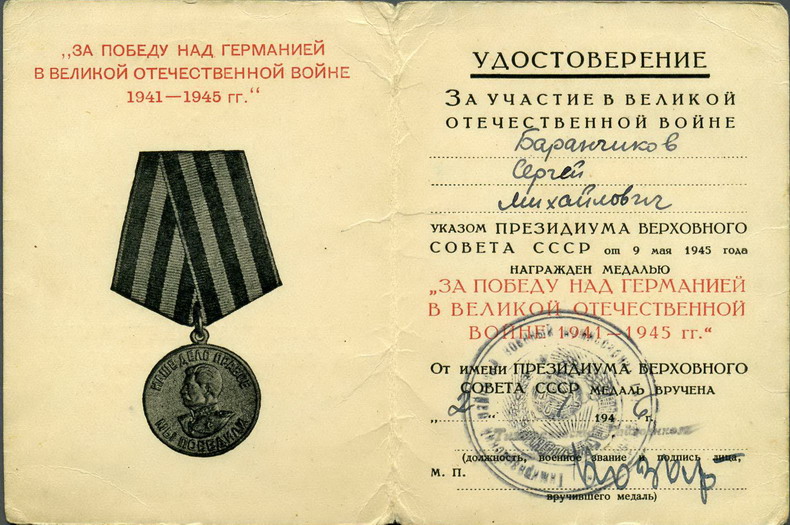 „ЗА ПОБЕДУ НАД ГЕРМАНИЕЙ
В ВЕЛИКОЙ ОТЕЧЕСТВЕННОЙ ВОЙНЕ
1941—1945 гг.“
НАШЕ ДЕЛО ПРАВОЕ
МЫ ПОБЕДИЛИ
УДОСТОВЕРЕНИЕ
ЗА УЧАСТИЕ В ВЕЛИКОЙ
ОТЕЧЕСТВЕННОЙ ВОЙНЕ
Баранчиков
Сергей
Михайлович
УКАЗОМ ПРЕЗИДИУМА ВЕРХОВНОГО
СОВЕТА СССР от 9 мая 1945 года
НАГРАЖДЕН МЕДАЛЬЮ
„ЗА ПОБЕДУ НАД ГЕРМАНИЕЙ
В ВЕЛИКОЙ ОТЕЧЕСТВЕННОЙ
ВОЙНЕ 1941—1945 гг.“
От имени ПРЕЗИДИУМА ВЕРХОВНОГО
СОВЕТА СССР МЕДАЛЬ ВРУЧЕНА
„2“ 1946 г.
(должность, военное звание и подпись лица,
М. П.
вручившего медаль)